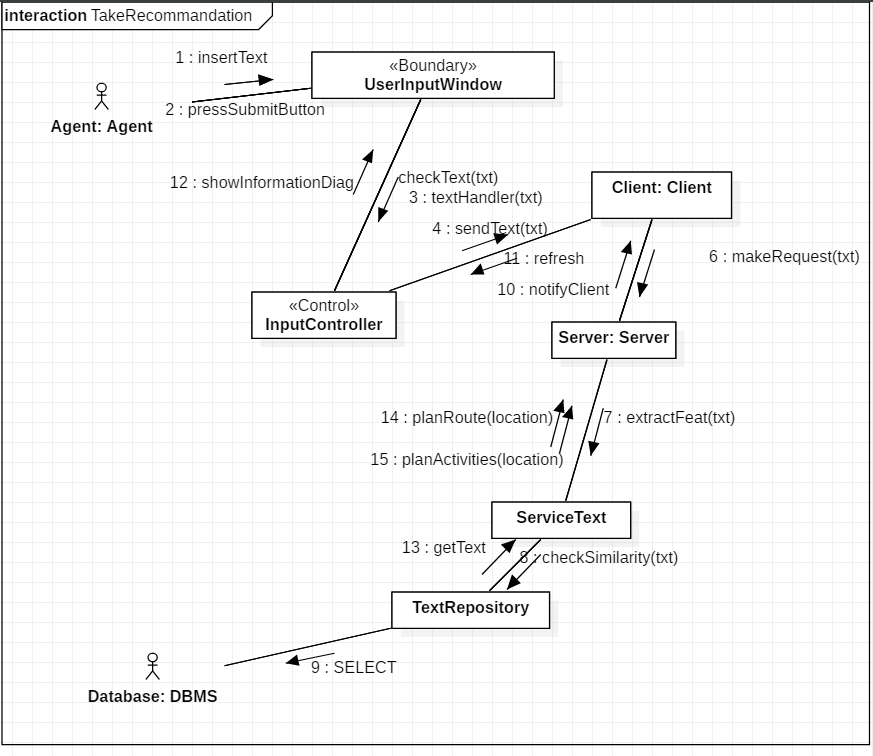 interaction TakeRecommandation
1 : insertText
«Boundary»
UserInputWindow
2 : pressSubmitButton
Agent: Agent
12 : showInformationDiag
checkText(txt)
3 : textHandler(txt)
Client: Client
4 : sendText(txt)
11 : refresh
6 : makeRequest(txt)
10 : notifyClient
«Control»
InputController
Server: Server
14 : planRoute(location)
7 : extractFeat(txt)
15 : planActivities(location)
ServiceText
13 : getText
8 : checkSimilarity(txt)
TextRepository
9 : SELECT
Database: DBMS